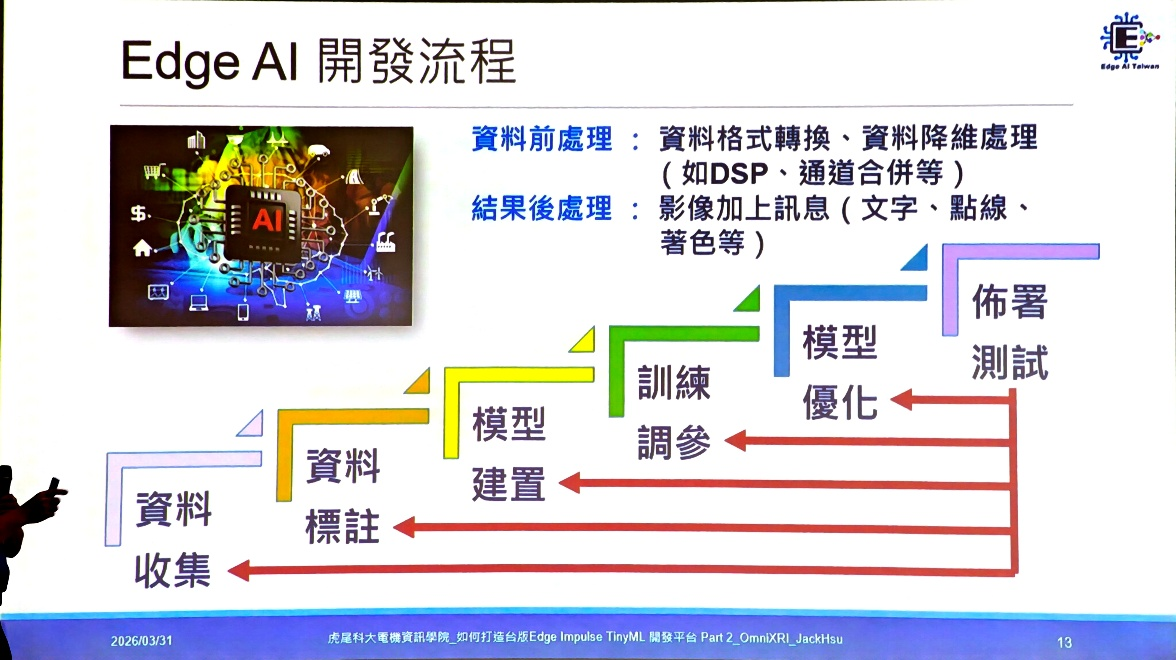 Edge AI 開發流程
E
Edge AI Taiwan
AI
$
資料前處理 : 資料格式轉換、資料降維處理
(如DSP、通道合併等)
結果後處理 : 影像加上訊息(文字、點線、
著色等)
資料
收集
資料
標註
模型
建置
訓練
調參
模型
優化
佈署
測試
2026/03/31
虎尾科大電機資訊學院_如何打造台版Edge Impulse TinyML 開發平台 Part 2_OmniXRI_JackHsu
13